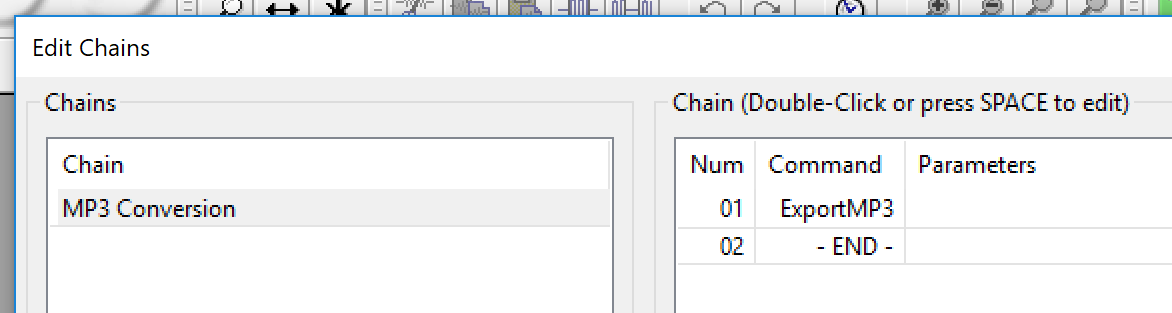 Edit Chains
Chains
Chain
MP3 Conversion
Chain (Double-Click or press SPACE to edit)
Num Command Parameters
01 ExportMP3
02 - END -